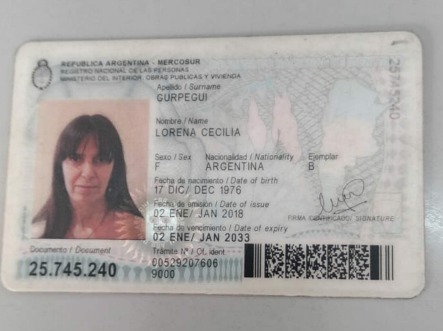 REPUBLICA ARGENTINA - MERCOSUR
REGISTRO NACIONAL DE LAS PERSONAS
MINISTERIO DEL INTERIOR, OBRAS PUBLICAS Y VIVIENDA
Apellido / Surname
GURPEGUI
Nombre / Name
LORENA CECILIA
Sexo / Sex Nacionalidad / Nationality Ejemplar
F ARGENTINA B
Fecha de nacimiento / Date of birth
17 DIC/ DEC 1976
Fecha de emisión / Date of issue
02 ENE/ JAN 2018
FIRMA IDENTIFICADO / SIGNATURE
Fecha de vencimiento / Date of expiry
02 ENE/ JAN 2033
Documento / Document
25.745.240
Trámite Nº / Of. ident
00529207606
9000
25745240